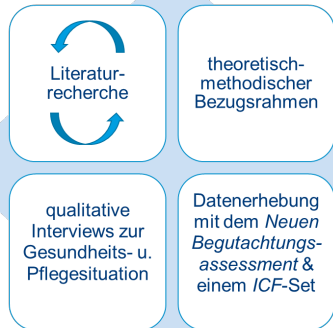 Literatur-
recherche
theoretisch-
methodischer
Bezugsrahmen
qualitative
Interviews zur
Gesundheits- u.
Pflegesituation
Datenerhebung
mit dem Neuen
Begutachtungs-
assessment &
einem ICF-Set